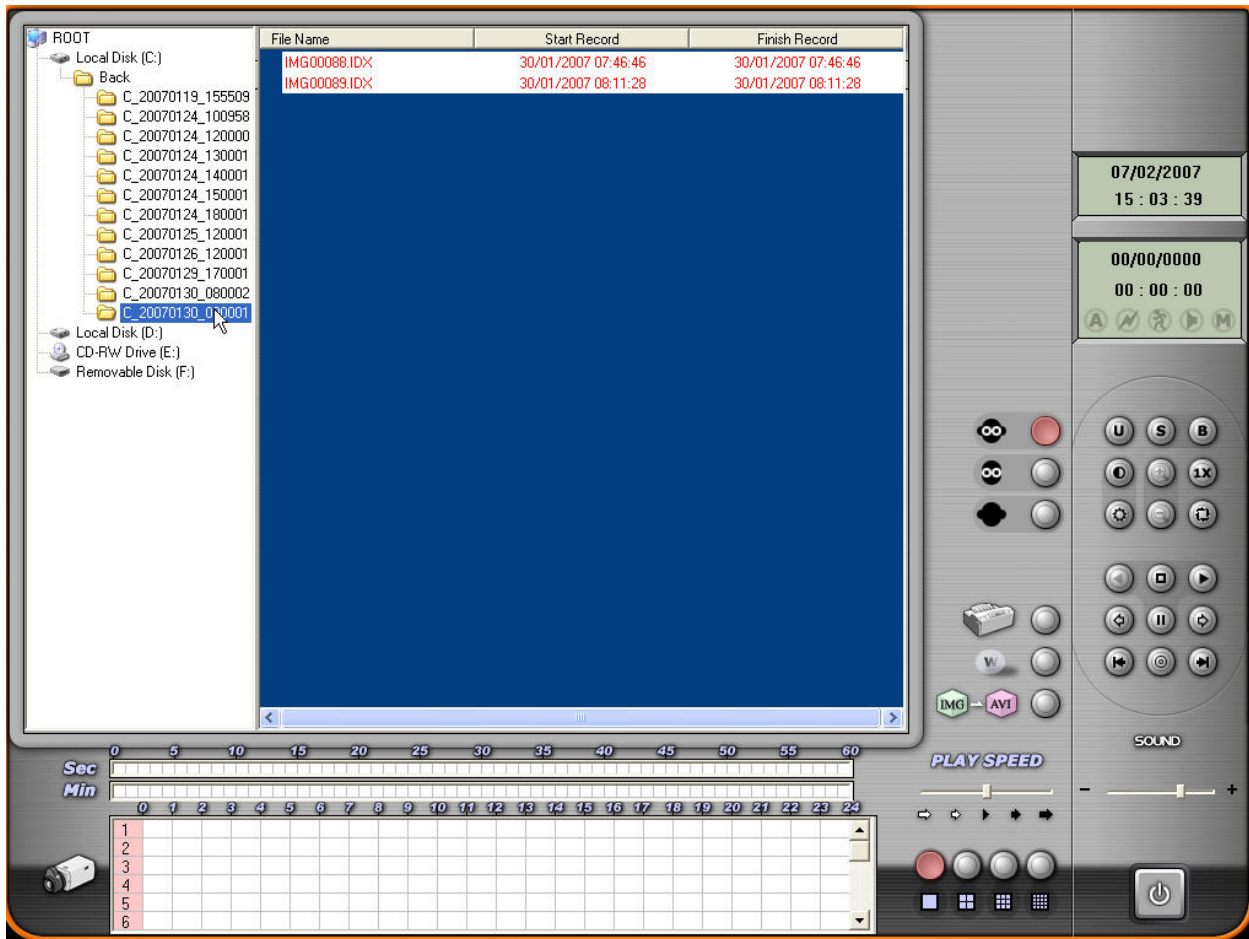 ROOT
Local Disk (C:)
Back
C_20070119_155509
C_20070124_100958
C_20070124_120000
C_20070124_130001
C_20070124_140001
C_20070124_150001
C_20070124_180001
C_20070125_120001
C_20070126_120001
C_20070129_170001
C_20070130_080002
Local Disk (D:)
CD-RW Drive (E:)
Removable Disk (F:)
File Name Start Record Finish Record
IMG00088.IDX 30/01/2007 07:46:46 30/01/2007 07:46:46
IMG00089.IDX 30/01/2007 08:11:28 30/01/2007 08:11:28
07/02/2007
15 : 03 : 39
00/00/0000
00 : 00 : 00
A M
U S B
1X
W
IMG AVI
SOUND
PLAY SPEED
- +
0 5 10 15 20 25 30 35 40 45 50 55 60
Sec
Min
0 1 2 3 4 5 6 7 8 9 10 11 12 13 14 15 16 17 18 19 20 21 22 23 24
1
2
3
4
5
6